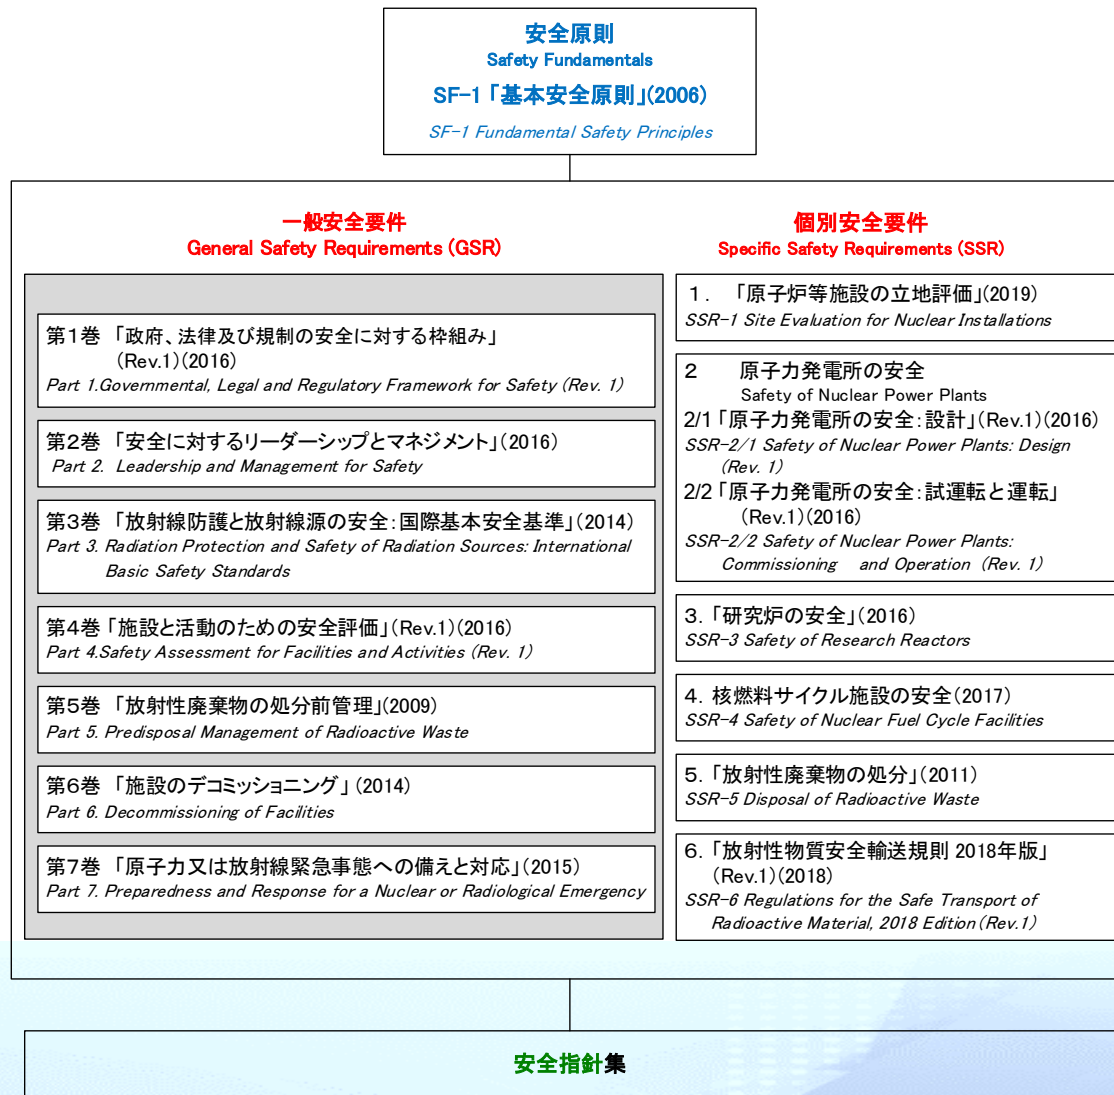 安全原則
Safety Fundamentals
SF-1「基本安全原則」(2006)
SF-1 Fundamental Safety Principles
一般安全要件
General Safety Requirements (GSR)
第1巻 「政府、法律及び規制の安全に対する枠組み」
(Rev.1)(2016)
Part 1.Governmental, Legal and Regulatory Framework for Safety (Rev. 1)
第2巻 「安全に対するリーダーシップとマネジメント」(2016)
Part 2. Leadership and Management for Safety
第3巻 「放射線防護と放射線源の安全:国際基本安全基準」(2014)
Part 3. Radiation Protection and Safety of Radiation Sources: International
Basic Safety Standards
第4巻 「施設と活動のための安全評価」(Rev.1)(2016)
Part 4.Safety Assessment for Facilities and Activities (Rev. 1)
第5巻 「放射性廃棄物の処分前管理」(2009)
Part 5. Predisposal Management of Radioactive Waste
第6巻 「施設のデコミッショニング」 (2014)
Part 6. Decommissioning of Facilities
第7巻 「原子力又は放射線緊急事態への備えと対応」(2015)
Part 7. Preparedness and Response for a Nuclear or Radiological Emergency
個別安全要件
Specific Safety Requirements (SSR)
1. 「原子炉等施設の立地評価」(2019)
SSR-1 Site Evaluation for Nuclear Installations
2 原子力発電所の安全
Safety of Nuclear Power Plants
2/1「原子力発電所の安全:設計」(Rev.1)(2016)
SSR-2/1 Safety of Nuclear Power Plants: Design
(Rev. 1)
2/2「原子力発電所の安全:試運転と運転」
(Rev.1)(2016)
SSR-2/2 Safety of Nuclear Power Plants:
Commissioning and Operation (Rev. 1)
3.「研究炉の安全」(2016)
SSR-3 Safety of Research Reactors
4. 核燃料サイクル施設の安全(2017)
SSR-4 Safety of Nuclear Fuel Cycle Facilities
5.「放射性廃棄物の処分」(2011)
SSR-5 Disposal of Radioactive Waste
6.「放射性物質安全輸送規則 2018年版」
(Rev.1)(2018)
SSR-6 Regulations for the Safe Transport of
Radioactive Material, 2018 Edition(Rev.1)
安全指針集